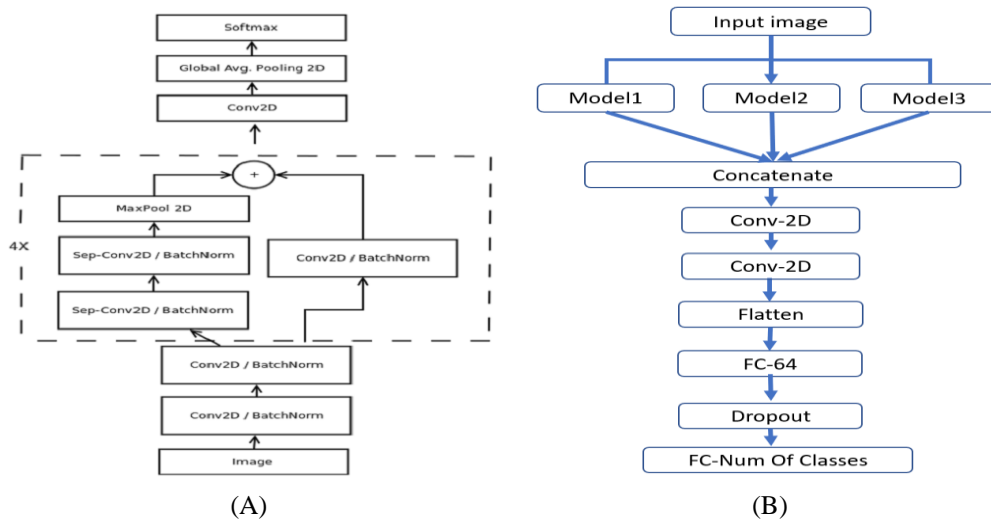 Softmax
Global Avg. Pooling 2D
Conv2D
+
MaxPool 2D
4X
Sep-Conv2D / BatchNorm
Conv2D / BatchNorm
Sep-Conv2D / BatchNorm
Conv2D / BatchNorm
Conv2D / BatchNorm
Image
(A)
Input image
Model1
Model2
Model3
Concatenate
Conv-2D
Conv-2D
Flatten
FC-64
Dropout
FC-Num Of Classes
(B)